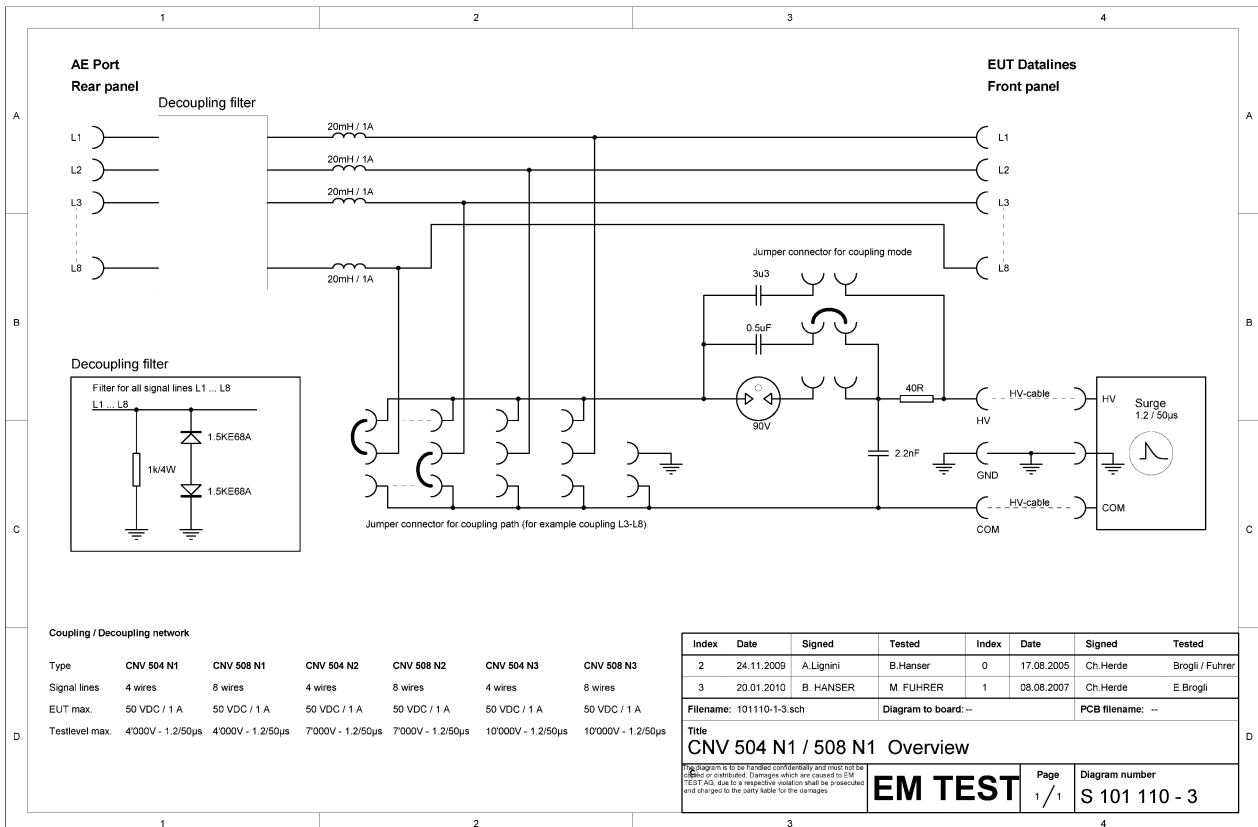 1 2 3 4
AE Port
Rear panel
EUT Datalines
Front panel
Decoupling filter
A A
20mH / 1A
L1 L1
20mH / 1A
L2 L2
20mH / 1A
L3 L3
L8 L8
20mH / 1A
Jumper connector for coupling mode
3u3
B B
0.5uF
Decoupling filter
Filter for all signal lines L1 ... L8
L1 ... L8
1.5KE68A
1k/4W
1.5KE68A
40R
HV-cable
HV
HV
Surge
1.2 / 50µs
90V
2.2nF
GND
HV-cable
COM
COM
Jumper connector for coupling path (for example coupling L3-L8)
C C
Coupling / Decoupling network
Type CNV 504 N1 CNV 508 N1 CNV 504 N2 CNV 508 N2 CNV 504 N3 CNV 508 N3
Signal lines 4 wires 8 wires 4 wires 8 wires 4 wires 8 wires
EUT max. 50 VDC / 1 A 50 VDC / 1 A 50 VDC / 1 A 50 VDC / 1 A 50 VDC / 1 A 50 VDC / 1 A
Testlevel max. 4'000V - 1.2/50µs 4'000V - 1.2/50µs 7'000V - 1.2/50µs 7'000V - 1.2/50µs 10'000V - 1.2/50µs 10'000V - 1.2/50µs
D D
Index Date Signed Tested Index Date Signed Tested
2 24.11.2009 A.Lignini B.Hanser 0 17.08.2005 Ch.Herde Brogli / Fuhrer
3 20.01.2010 B. HANSER M. FUHRER 1 08.08.2007 Ch.Herde E.Brogli
Filename: 101110-1-3.sch Diagram to board: -- PCB filename: --
Title
CNV 504 N1 / 508 N1 Overview
The diagram is to be handled confidentially and must not be
copied or distributed. Damages which are caused to EM
TEST AG, due to a respective violation shall be prosecuted
and charged to the party liable for the damages
EM TEST
Page
1 / 1
Diagram number
S 101 110 - 3
1 2 3 4